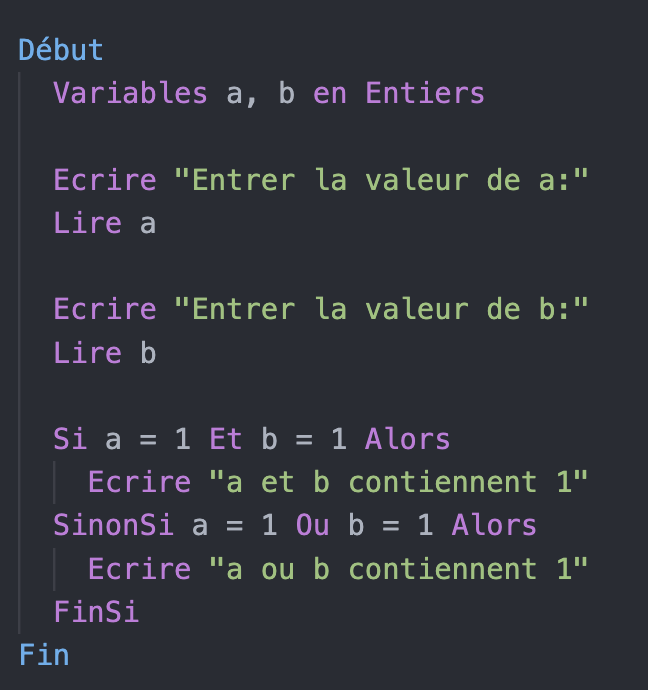 Début
Variables a, b en Entiers
Ecrire "Entrer la valeur de a:"
Lire a
Ecrire "Entrer la valeur de b:"
Lire b
Si a = 1 Et b = 1 Alors
Ecrire "a et b contiennent 1"
SinonSi a = 1 Ou b = 1 Alors
Ecrire "a ou b contiennent 1"
FinSi
Fin